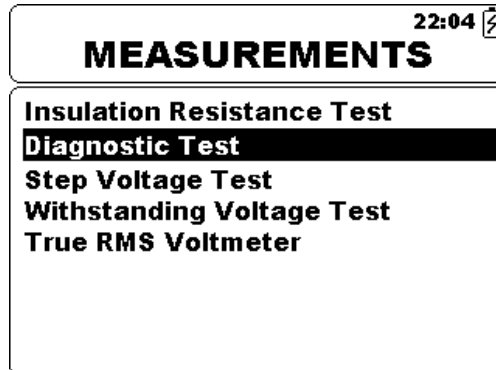 22:04
MEASUREMENTS
Insulation Resistance Test
Diagnostic Test
Step Voltage Test
Withstanding Voltage Test
True RMS Voltmeter